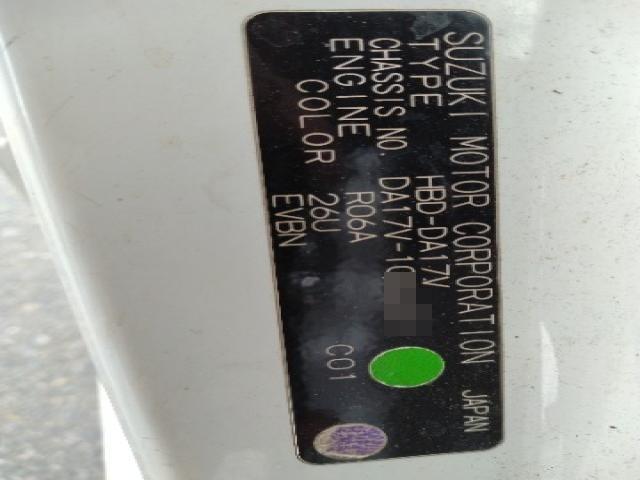 SUZUKI MOTOR CORPORATION JAPAN
TYPE HBD-DA17V
CHASSIS NO. DA17V-10
ENGINE R06A
COLOR 26U C01
EVBN